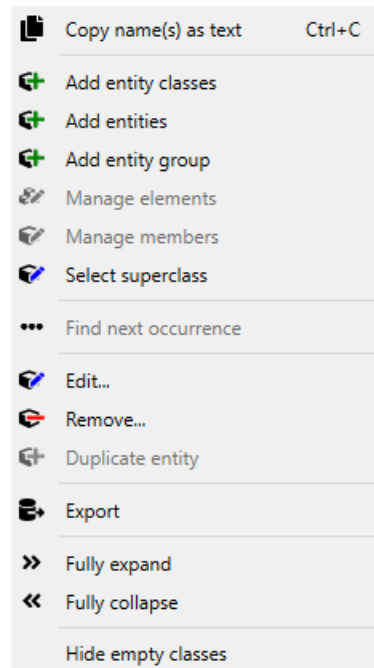 Copy name(s) as text Ctrl+C
Add entity classes
Add entities
Add entity group
Manage elements
Manage members
Select superclass
Find next occurrence
Edit...
Remove...
Duplicate entity
Export
Fully expand
Fully collapse
Hide empty classes